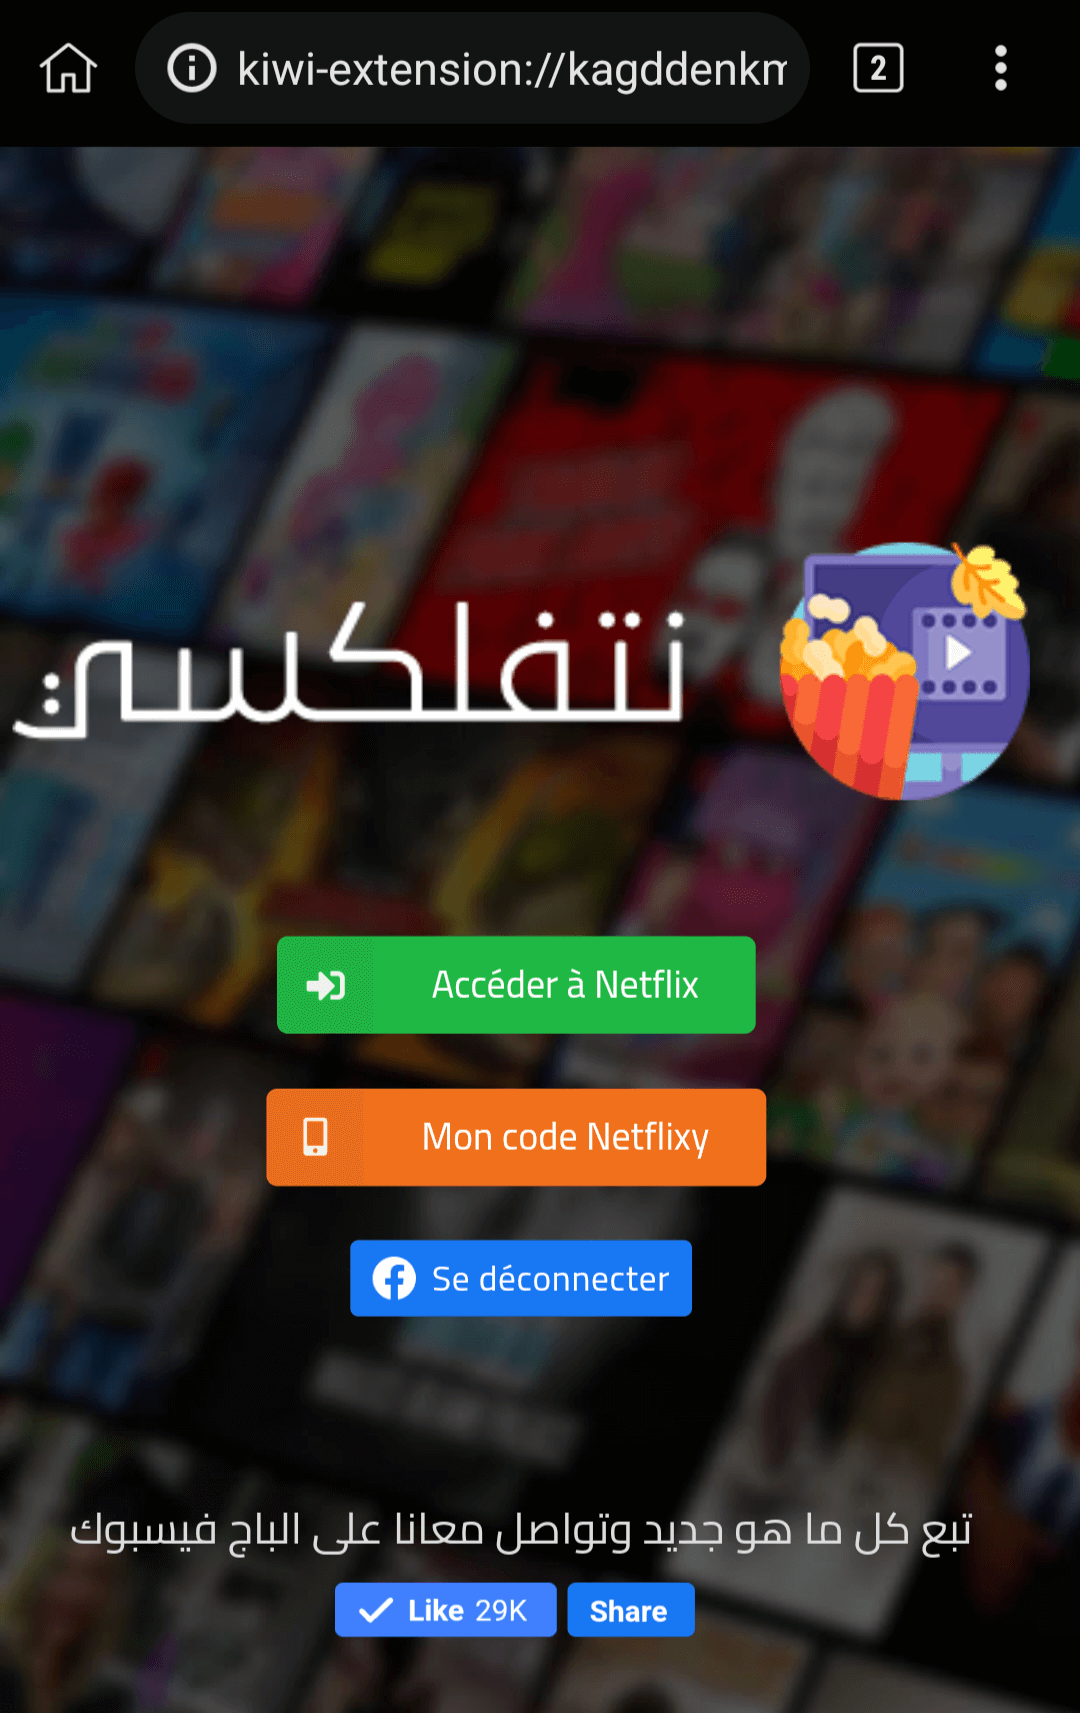 kiwi-extension://kagddenkm
2
نتفلكسي
Accéder à Netflix
Mon code Netflixy
Se déconnecter
تبع كل ما هو جديد وتواصل معانا على الباج فيسبوك
Like 29K
Share